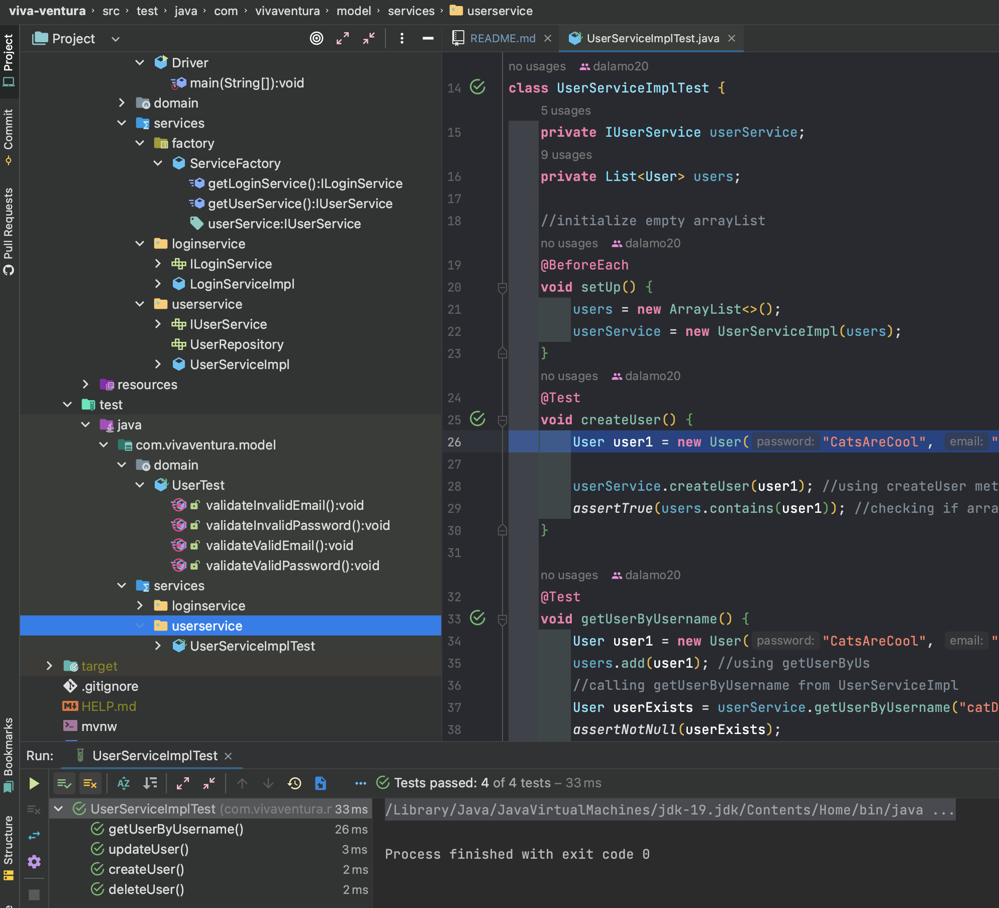 viva-ventura › src › test › java › com › vivaventura › model › services › userservice
Project
README.md
UserServiceImplTest.java
Project
Commit
Pull Requests
Bookmarks
Structure
Driver
main(String[]):void
domain
services
factory
ServiceFactory
getLoginService():ILoginService
getUserService():IUserService
userService:IUserService
loginservice
ILoginService
LoginServiceImpl
userservice
IUserService
UserRepository
UserServiceImpl
resources
test
java
com.vivaventura.model
domain
UserTest
validateInvalidEmail():void
validateInvalidPassword():void
validateValidEmail():void
validateValidPassword():void
services
loginservice
userservice
UserServiceImplTest
target
.gitignore
HELP.md
mvnw
no usages dalamo20
14 class UserServiceImplTest {
5 usages
15 private IUserService userService;
9 usages
16 private List<User> users;
17
18 //initialize empty arrayList
no usages dalamo20
19 @BeforeEach
20 void setUp() {
21 users = new ArrayList<>();
22 userService = new UserServiceImpl(users);
23 }
no usages dalamo20
24 @Test
25 void createUser() {
26 User user1 = new User( password: "CatsAreCool", email: "
27
28 userService.createUser(user1); //using createUser met
29 assertTrue(users.contains(user1)); //checking if arra
30 }
31
no usages dalamo20
32 @Test
33 void getUserByUsername() {
34 User user1 = new User( password: "CatsAreCool", email: "
35 users.add(user1); //using getUserByUs
36 //calling getUserByUsername from UserServiceImpl
37 User userExists = userService.getUserByUsername("catD
38 assertNotNull(userExists);
Run: UserServiceImplTest
Tests passed: 4 of 4 tests – 33 ms
UserServiceImplTest (com.vivaventura.r 33 ms
getUserByUsername() 26 ms
updateUser() 3 ms
createUser() 2 ms
deleteUser() 2 ms
/Library/Java/JavaVirtualMachines/jdk-19.jdk/Contents/Home/bin/java ...
Process finished with exit code 0